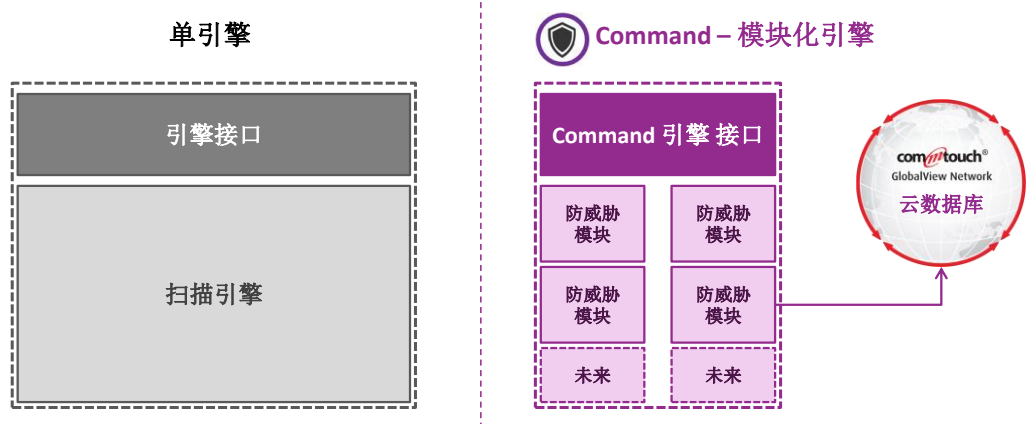 单引擎
引擎接口
扫描引擎
Command – 模块化引擎
Command 引擎 接口
防威胁
模块
防威胁
模块
防威胁
模块
防威胁
模块
未来
未来
commtouch®
GlobalView Network
云数据库